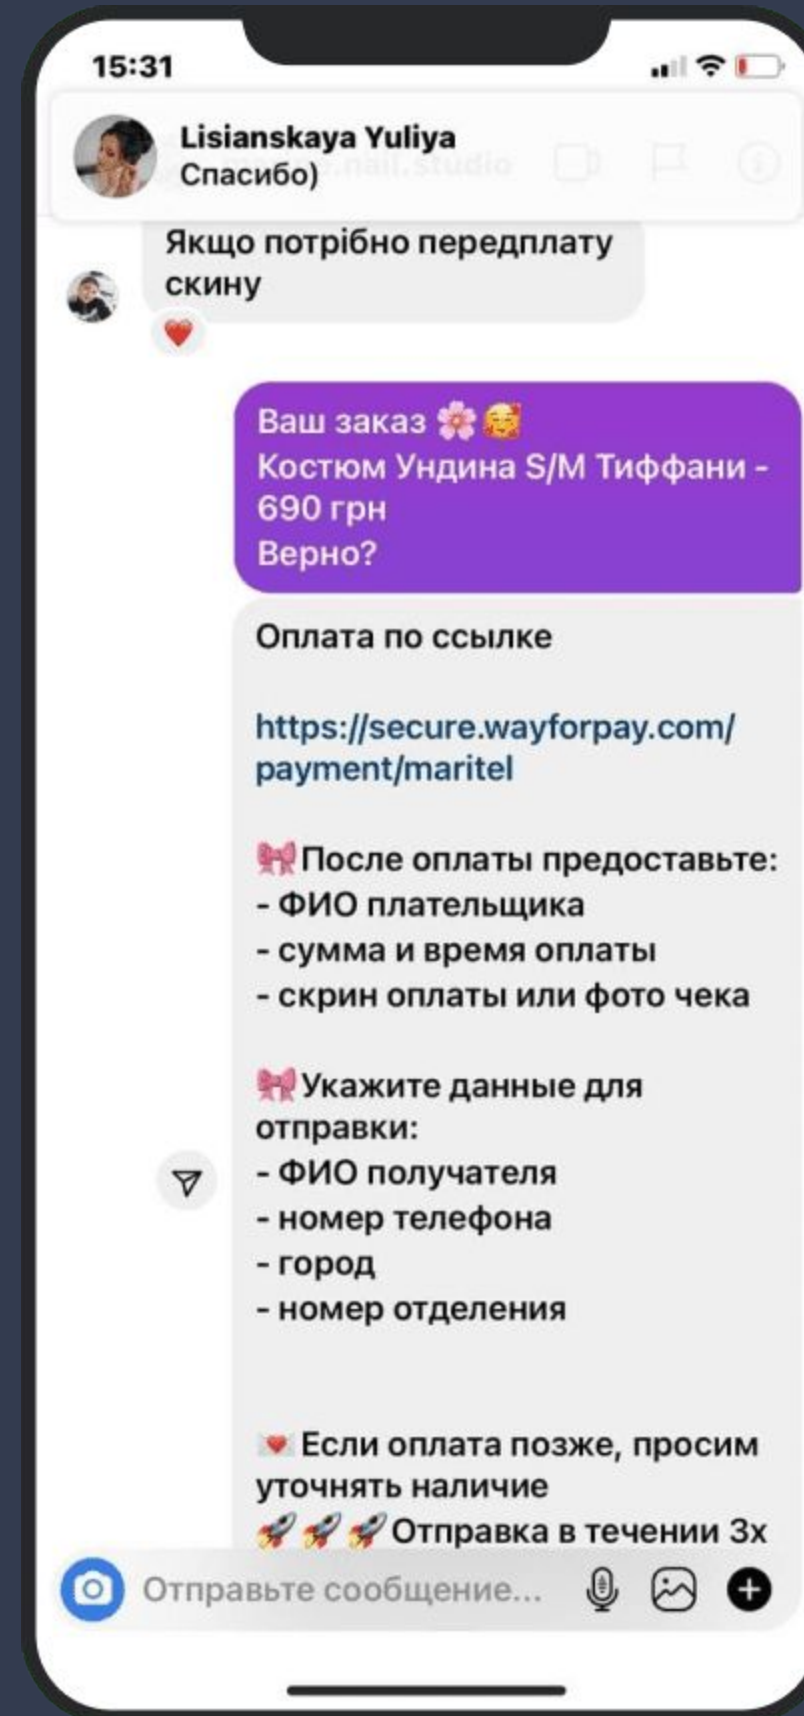 15:31
Lisianskaya Yuliya
Спасибо)
.nail.studio
Якщо потрібно передплату
скину
Ваш заказ 🌸🥰
Костюм Ундина S/M Тиффани -
690 грн
Верно?
Оплата по ссылке
https://secure.wayforpay.com/
payment/maritel
🎀После оплаты предоставьте:
- ФИО плательщика
- сумма и время оплаты
- скрин оплаты или фото чека
🎀Укажите данные для
отправки:
- ФИО получателя
- номер телефона
- город
- номер отделения
💌 Если оплата позже, просим
уточнять наличие
🚀🚀🚀Отправка в течении 3х
Отправьте сообщение...